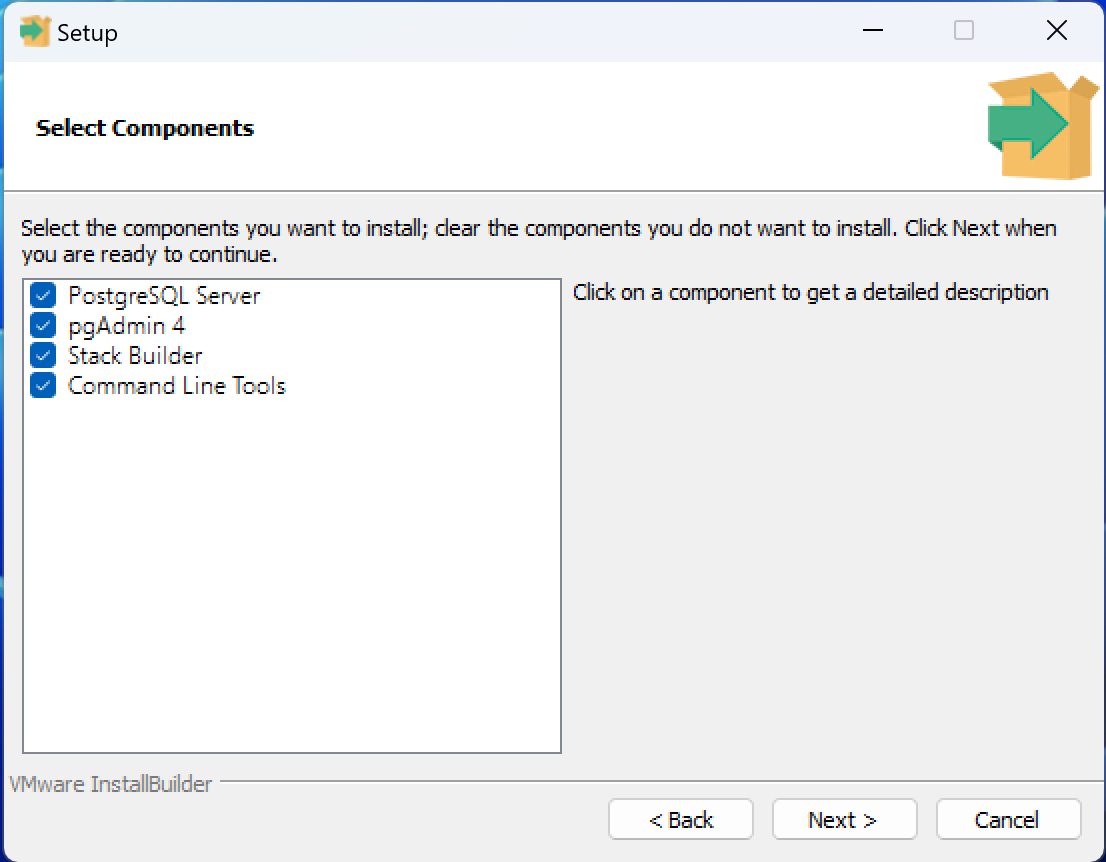 Setup
Select Components
Select the components you want to install; clear the components you do not want to install. Click Next when
you are ready to continue.
PostgreSQL Server
pgAdmin 4
Stack Builder
Command Line Tools
Click on a component to get a detailed description
VMware InstallBuilder
< Back
Next >
Cancel